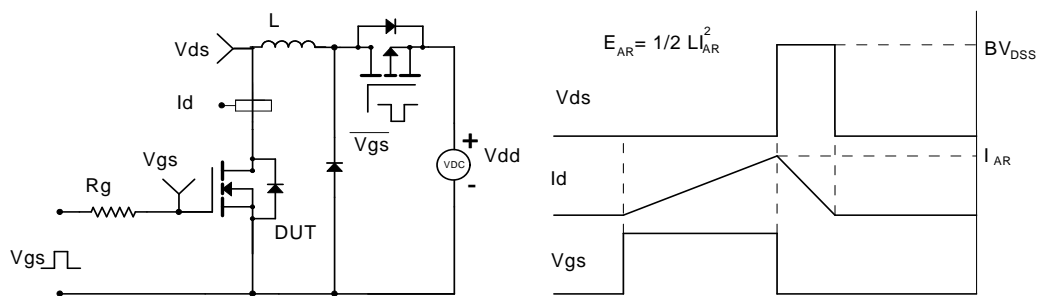 L
Vds
Id
Vgs
Rg
DUT
Vgs
Vgs
+
VDC
-
Vdd
E_AR= 1/2 LI²_AR
BV_DSS
Vds
I_AR
Id
Vgs